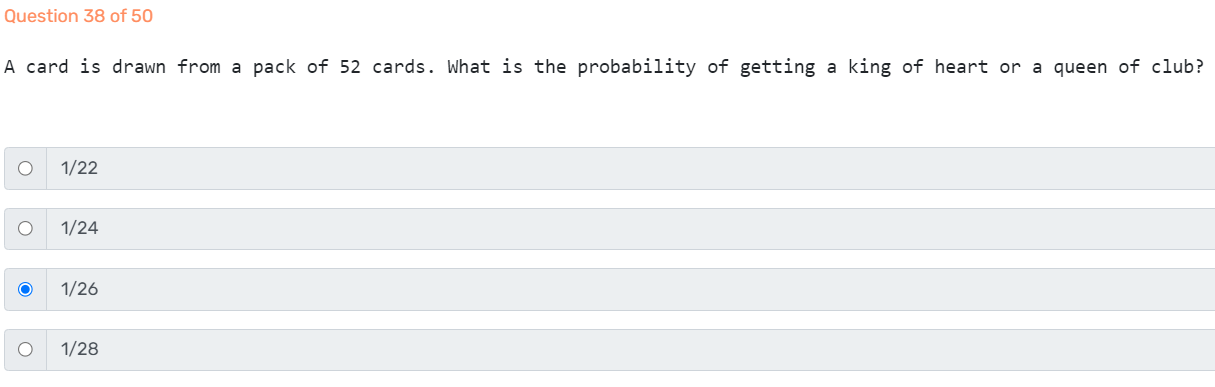 Question 38 of 50
A card is drawn from a pack of 52 cards. What is the probability of getting a king of heart or a queen of club?
1/22
1/24
1/26
1/28